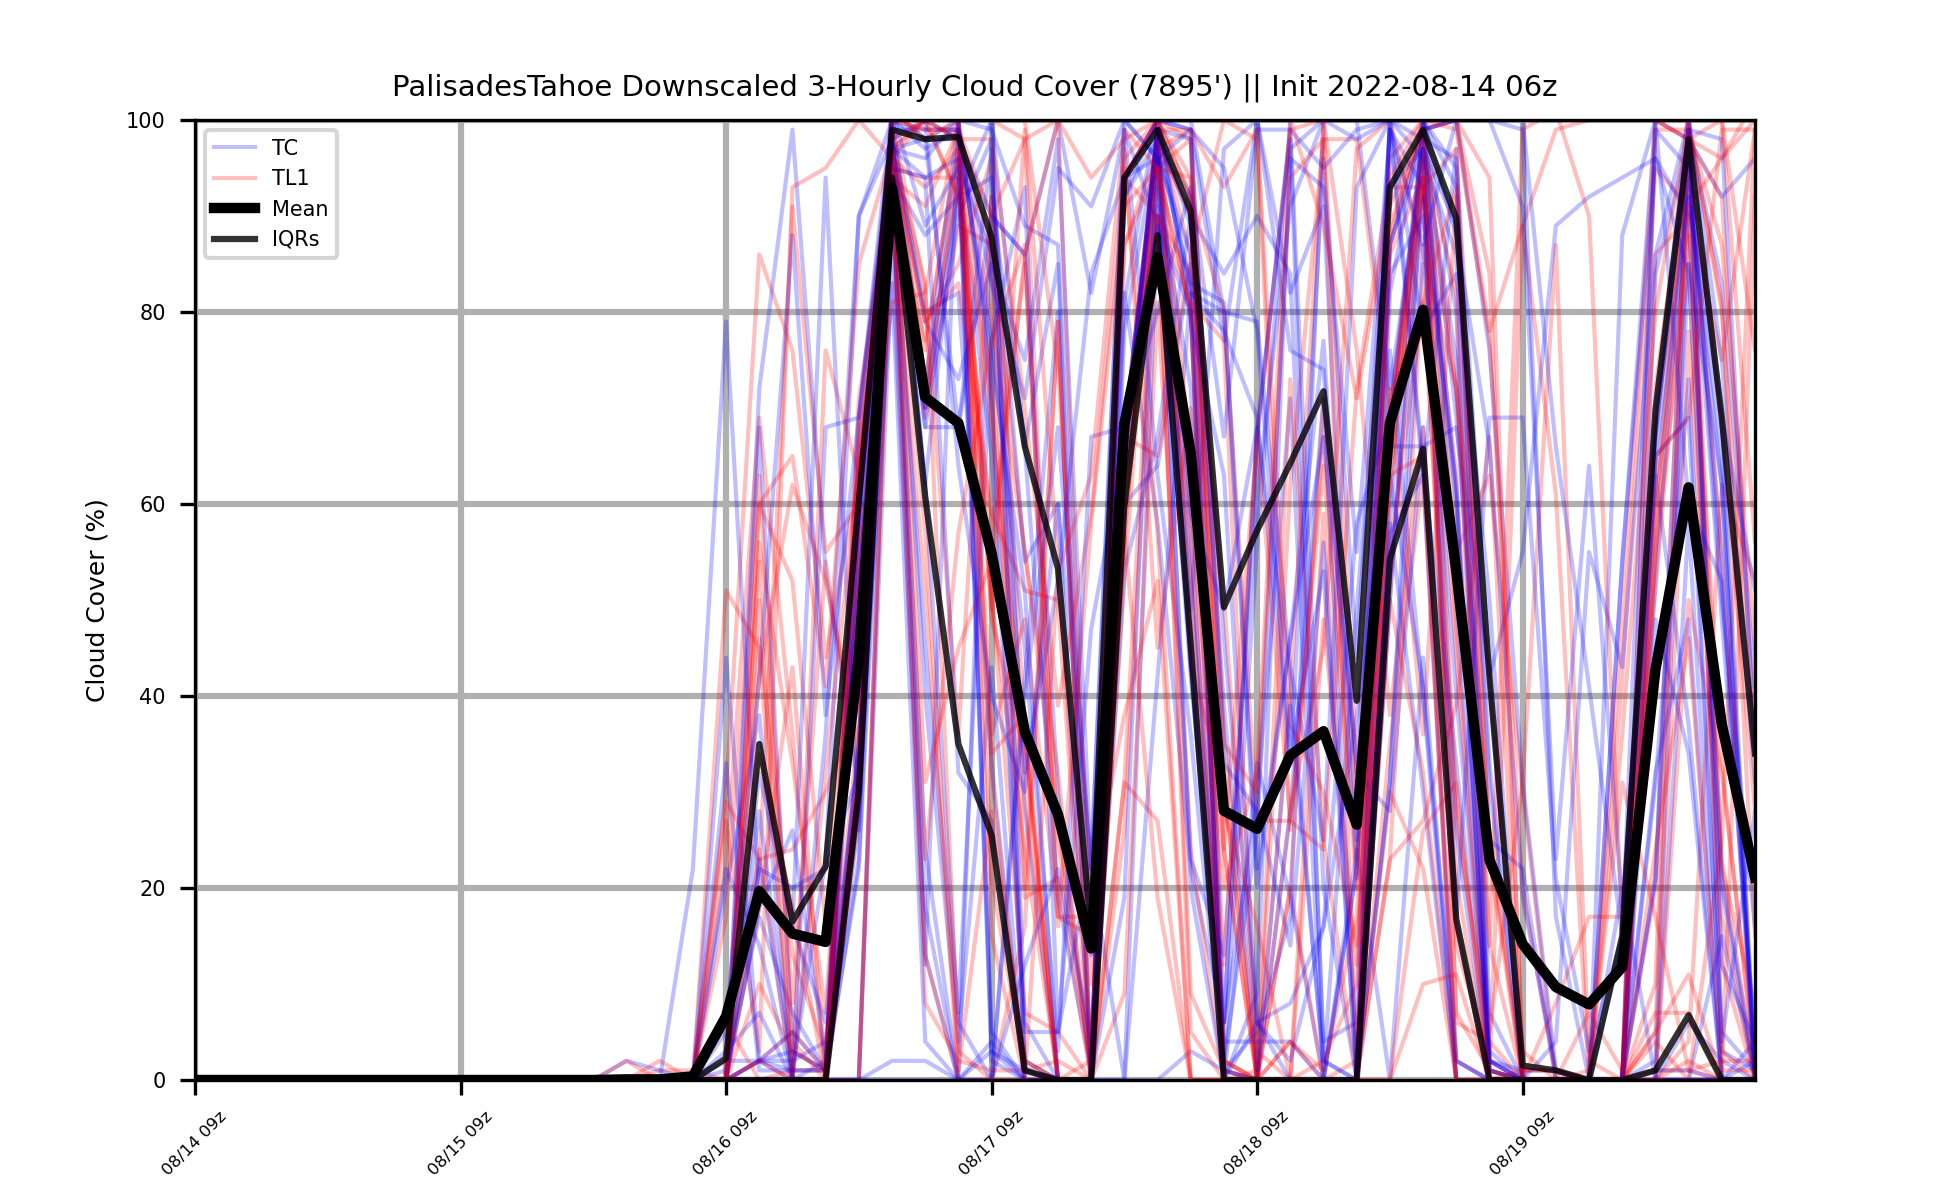 PalisadesTahoe Downscaled 3-Hourly Cloud Cover (7895') || Init 2022-08-14 06z
100
80
60
40
20
0
Cloud Cover (%)
TC
TL1
Mean
IQRs
08/14 09z
08/15 09z
08/16 09z
08/17 09z
08/18 09z
08/19 09z